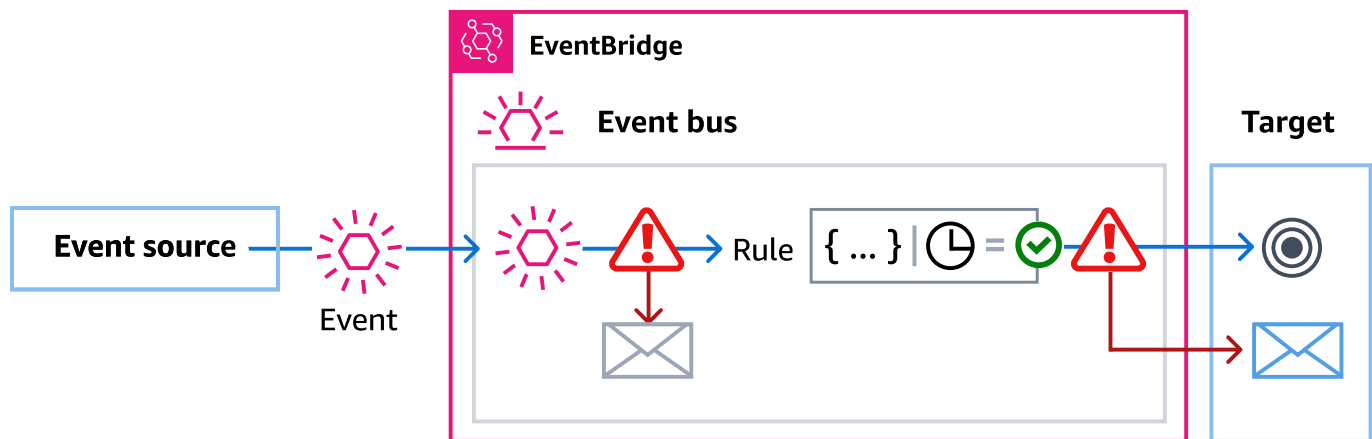 EventBridge
Event bus
Target
Event source
Event
Rule
{ ... } | =